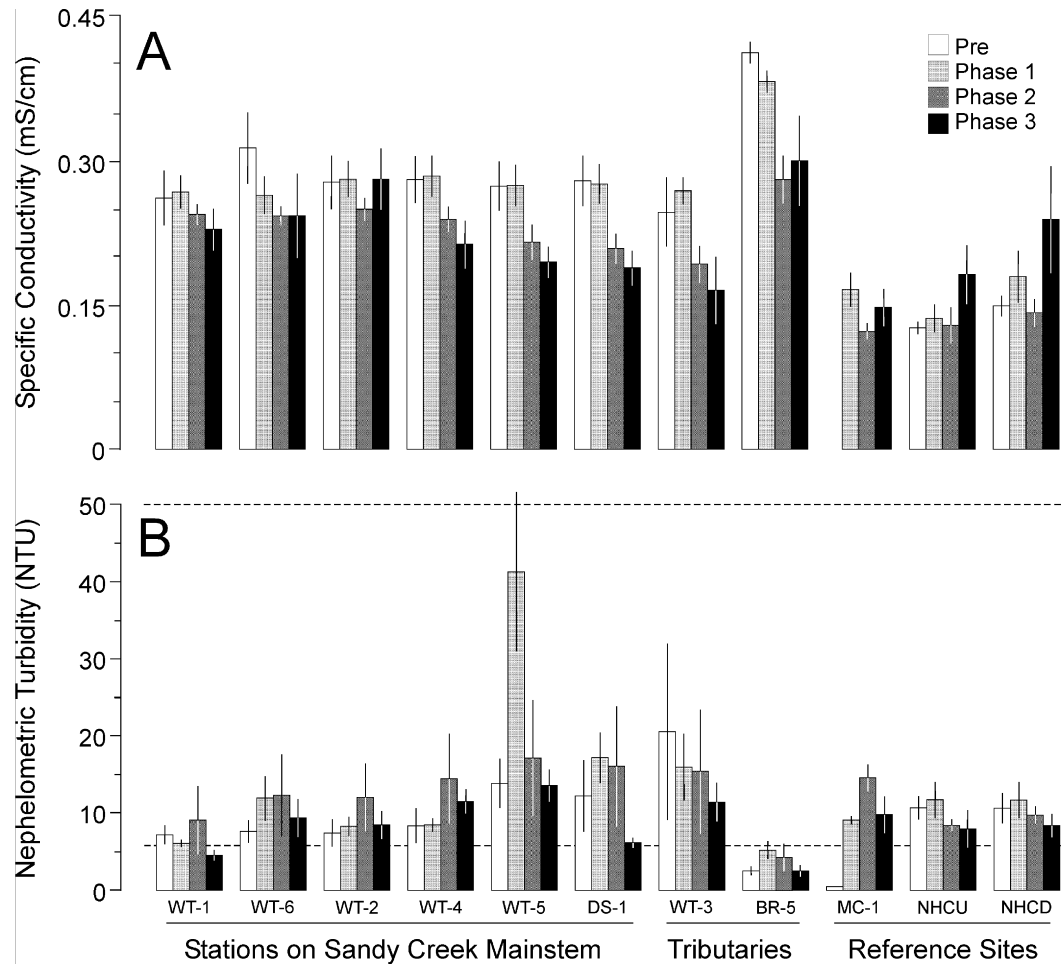 A
Specific Conductivity (mS/cm)
0.45
0.30
0.15
0
Pre
Phase 1
Phase 2
Phase 3
B
Nephelometric Turbidity (NTU)
50
40
30
20
10
0
WT-1 WT-6 WT-2 WT-4 WT-5 DS-1 WT-3 BR-5 MC-1 NHCU NHCD
Stations on Sandy Creek Mainstem Tributaries Reference Sites